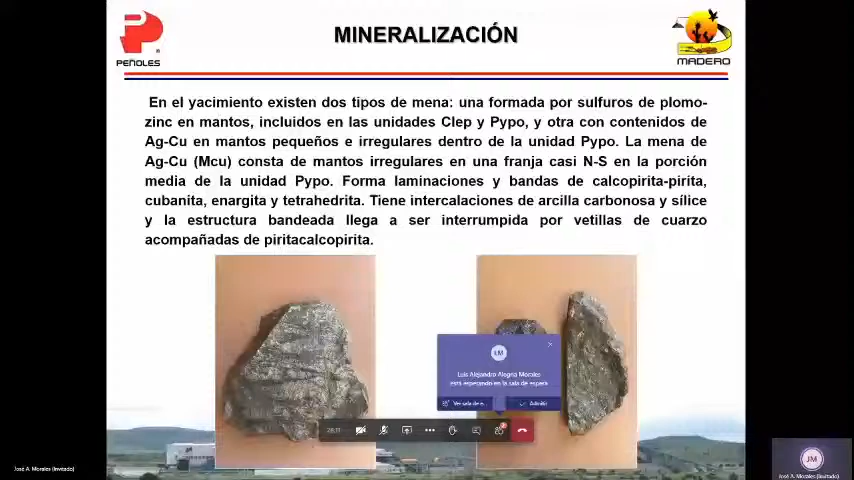 MINERALIZACIÓN
PEÑOLES
MADERO
En el yacimiento existen dos tipos de mena: una formada por sulfuros de plomo-
zinc en mantos, incluidos en las unidades Clep y Pypo, y otra con contenidos de
Ag-Cu en mantos pequeños e irregulares dentro de la unidad Pypo. La mena de
Ag-Cu (Mcu) consta de mantos irregulares en una franja casi N-S en la porción
media de la unidad Pypo. Forma laminaciones y bandas de calcopirita-pirita,
cubanita, enargita y tetrahedrita. Tiene intercalaciones de arcilla carbonosa y sílice
y la estructura bandeada llega a ser interrumpida por vetillas de cuarzo
acompañadas de piritacalcopirita.
Luis Alejandro Alegria Morales
está esperando en la sala de espera
Ver sala de e...
Admitir
José A. Morales (Invitado)
JM
José A. Morales (Invitado)